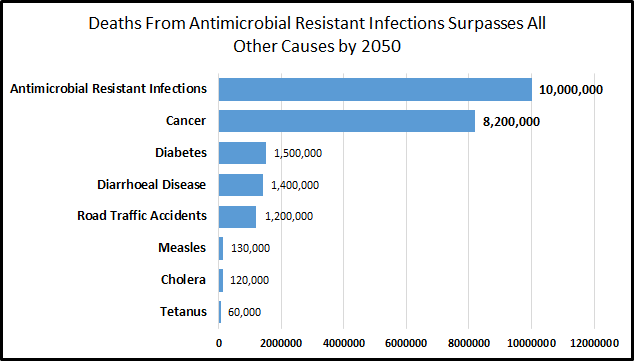 Deaths From Antimicrobial Resistant Infections Surpasses All
Other Causes by 2050
Antimicrobial Resistant Infections 10,000,000
Cancer 8,200,000
Diabetes 1,500,000
Diarrhoeal Disease 1,400,000
Road Traffic Accidents 1,200,000
Measles 130,000
Cholera 120,000
Tetanus 60,000
0 2000000 4000000 6000000 8000000 10000000 12000000